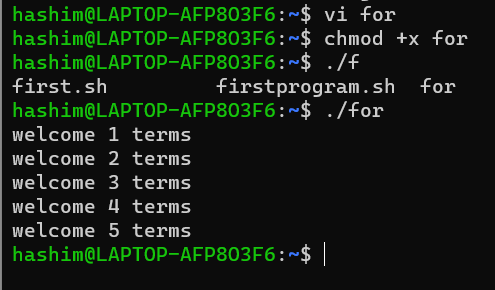 hashim@LAPTOP-AFP8O3F6:~$ vi for
hashim@LAPTOP-AFP8O3F6:~$ chmod +x for
hashim@LAPTOP-AFP8O3F6:~$ ./f
first.sh        firstprogram.sh  for
hashim@LAPTOP-AFP8O3F6:~$ ./for
welcome 1 terms
welcome 2 terms
welcome 3 terms
welcome 4 terms
welcome 5 terms
hashim@LAPTOP-AFP8O3F6:~$